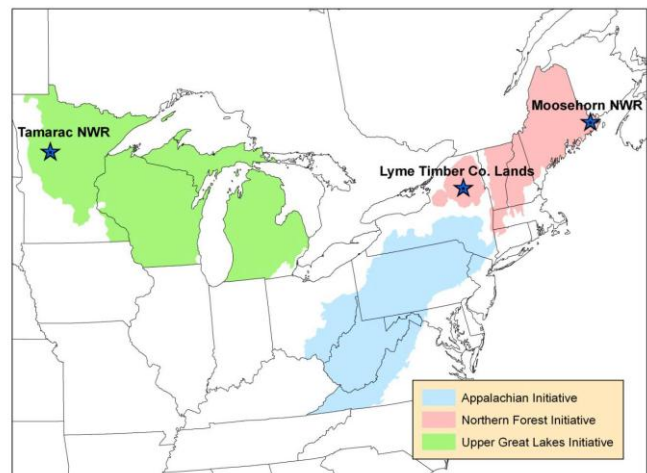 Moosehorn NWR
Tamarac NWR
Lyme Timber Co. Lands
Appalachian Initiative
Northern Forest Initiative
Upper Great Lakes Initiative